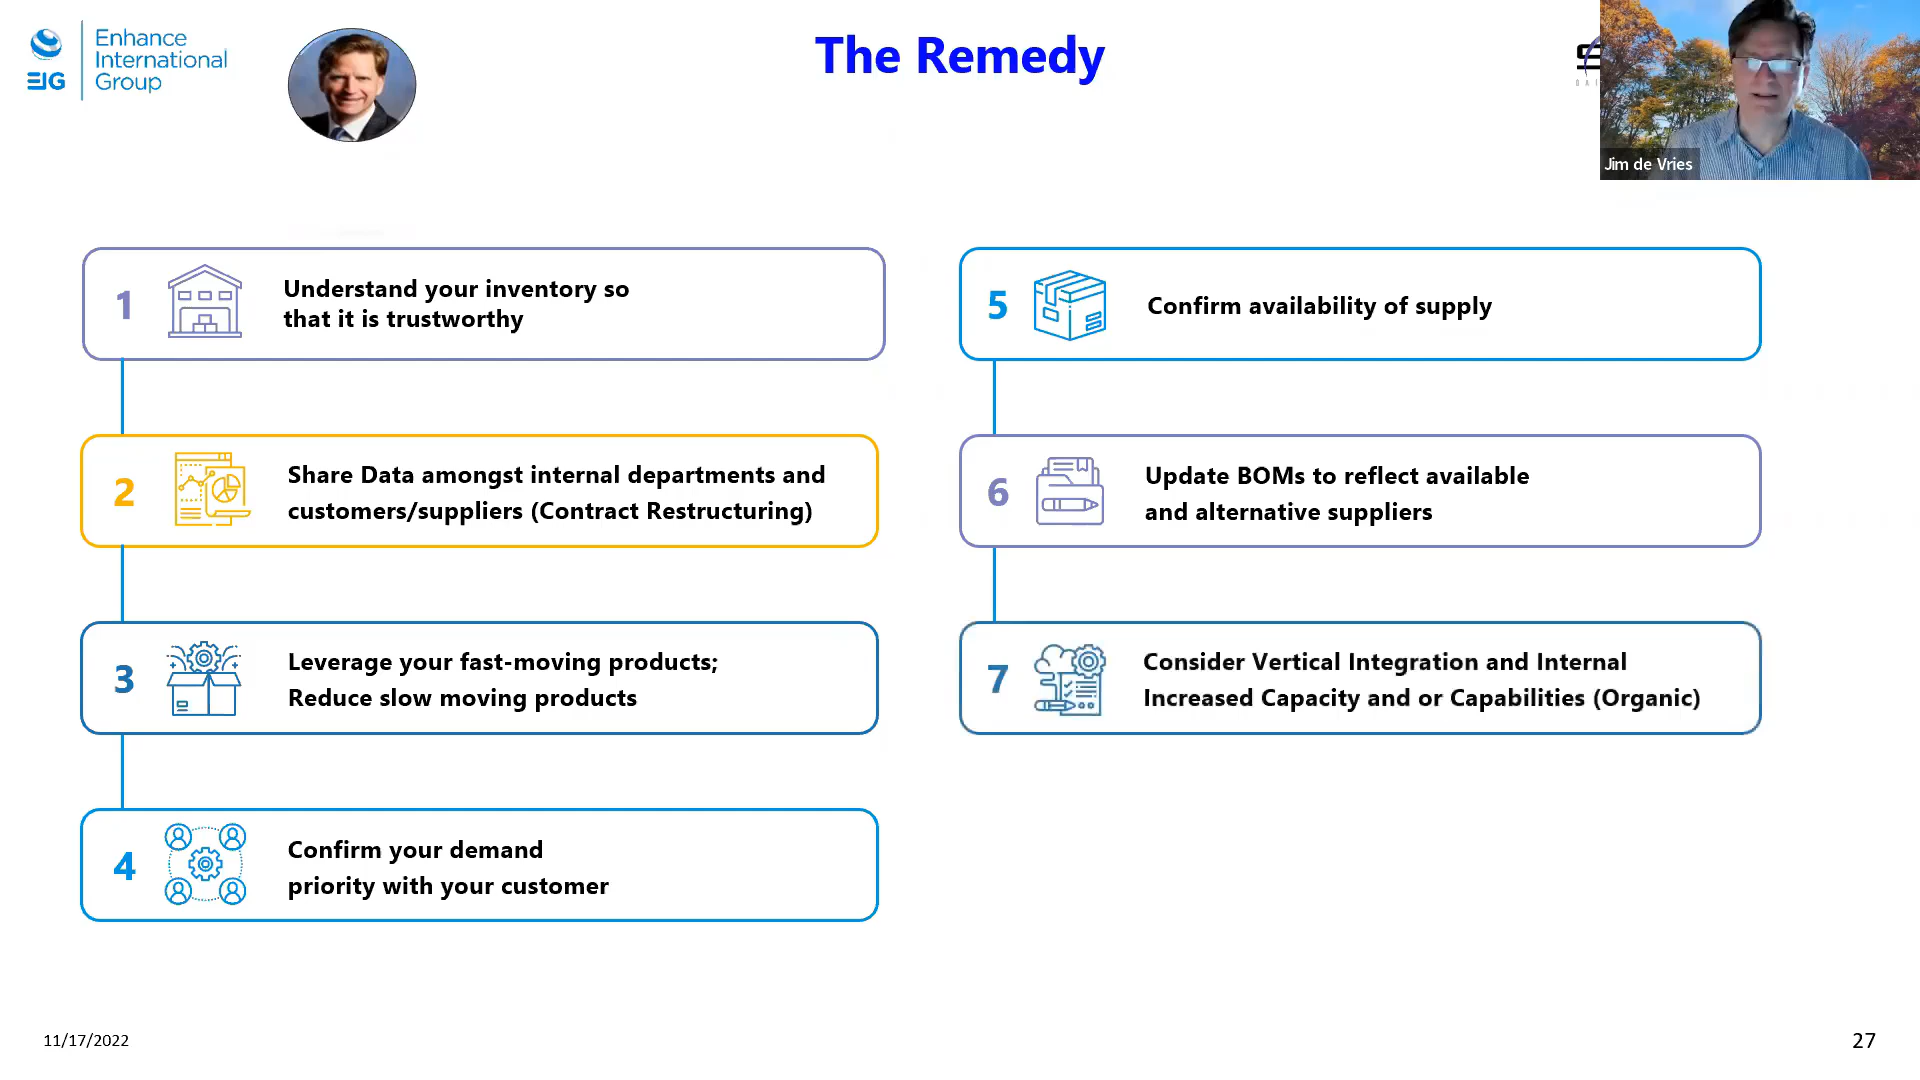 Enhance
International
Group
EIG
The Remedy
Jim de Vries
1
Understand your inventory so
that it is trustworthy
2
Share Data amongst internal departments and
customers/suppliers (Contract Restructuring)
3
Leverage your fast-moving products;
Reduce slow moving products
4
Confirm your demand
priority with your customer
5
Confirm availability of supply
6
Update BOMs to reflect available
and alternative suppliers
7
Consider Vertical Integration and Internal
Increased Capacity and or Capabilities (Organic)
11/17/2022
27